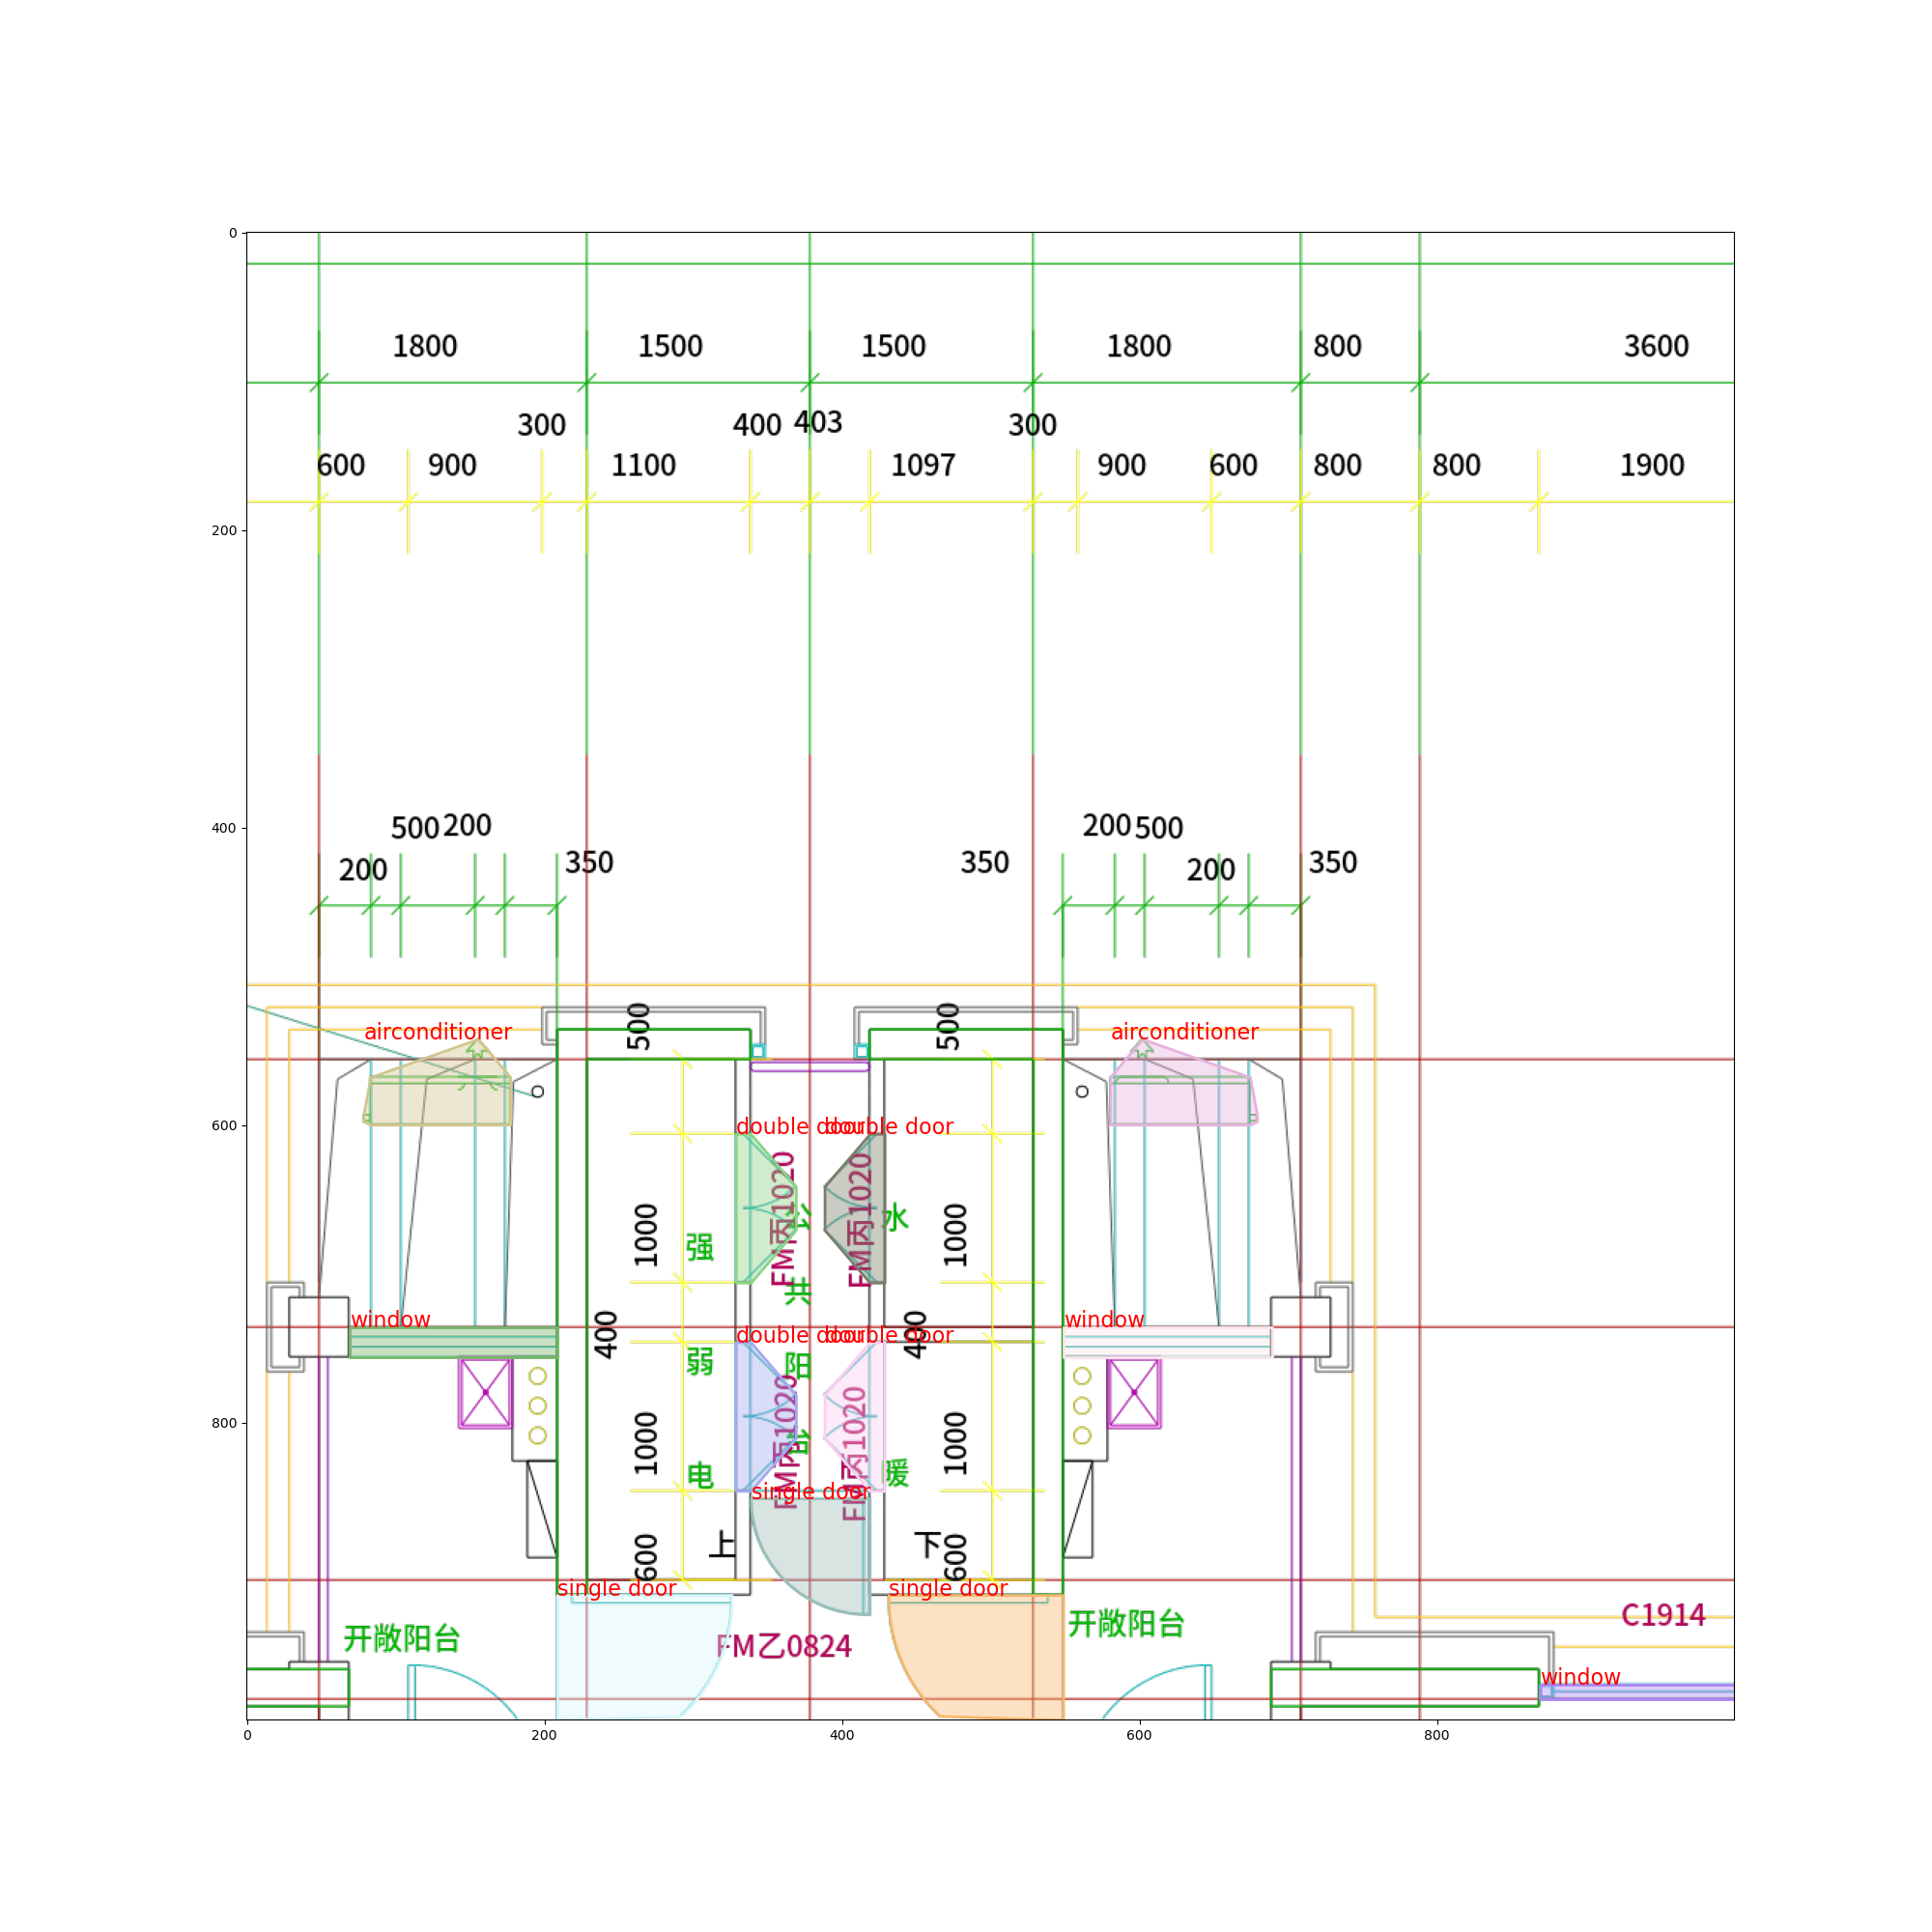 0
200
400
600
800
0
200
400
600
800
1800
1500
1500
1800
800
3600
300
400
403
300
600
900
1100
1097
900
600
800
800
1900
500
200
200
500
200
350
350
200
350
airconditioner
500
500
airconditioner
double door
double door
FM丙1020
FM丙1020
公
水
1000
强
1000
共
window
400
double door
double door
400
window
弱
阳
FM丙1020
FM丙1020
台
1000
电
1000
暖
single door
上
下
600
600
single door
single door
开敞阳台
FM乙0824
开敞阳台
C1914
window